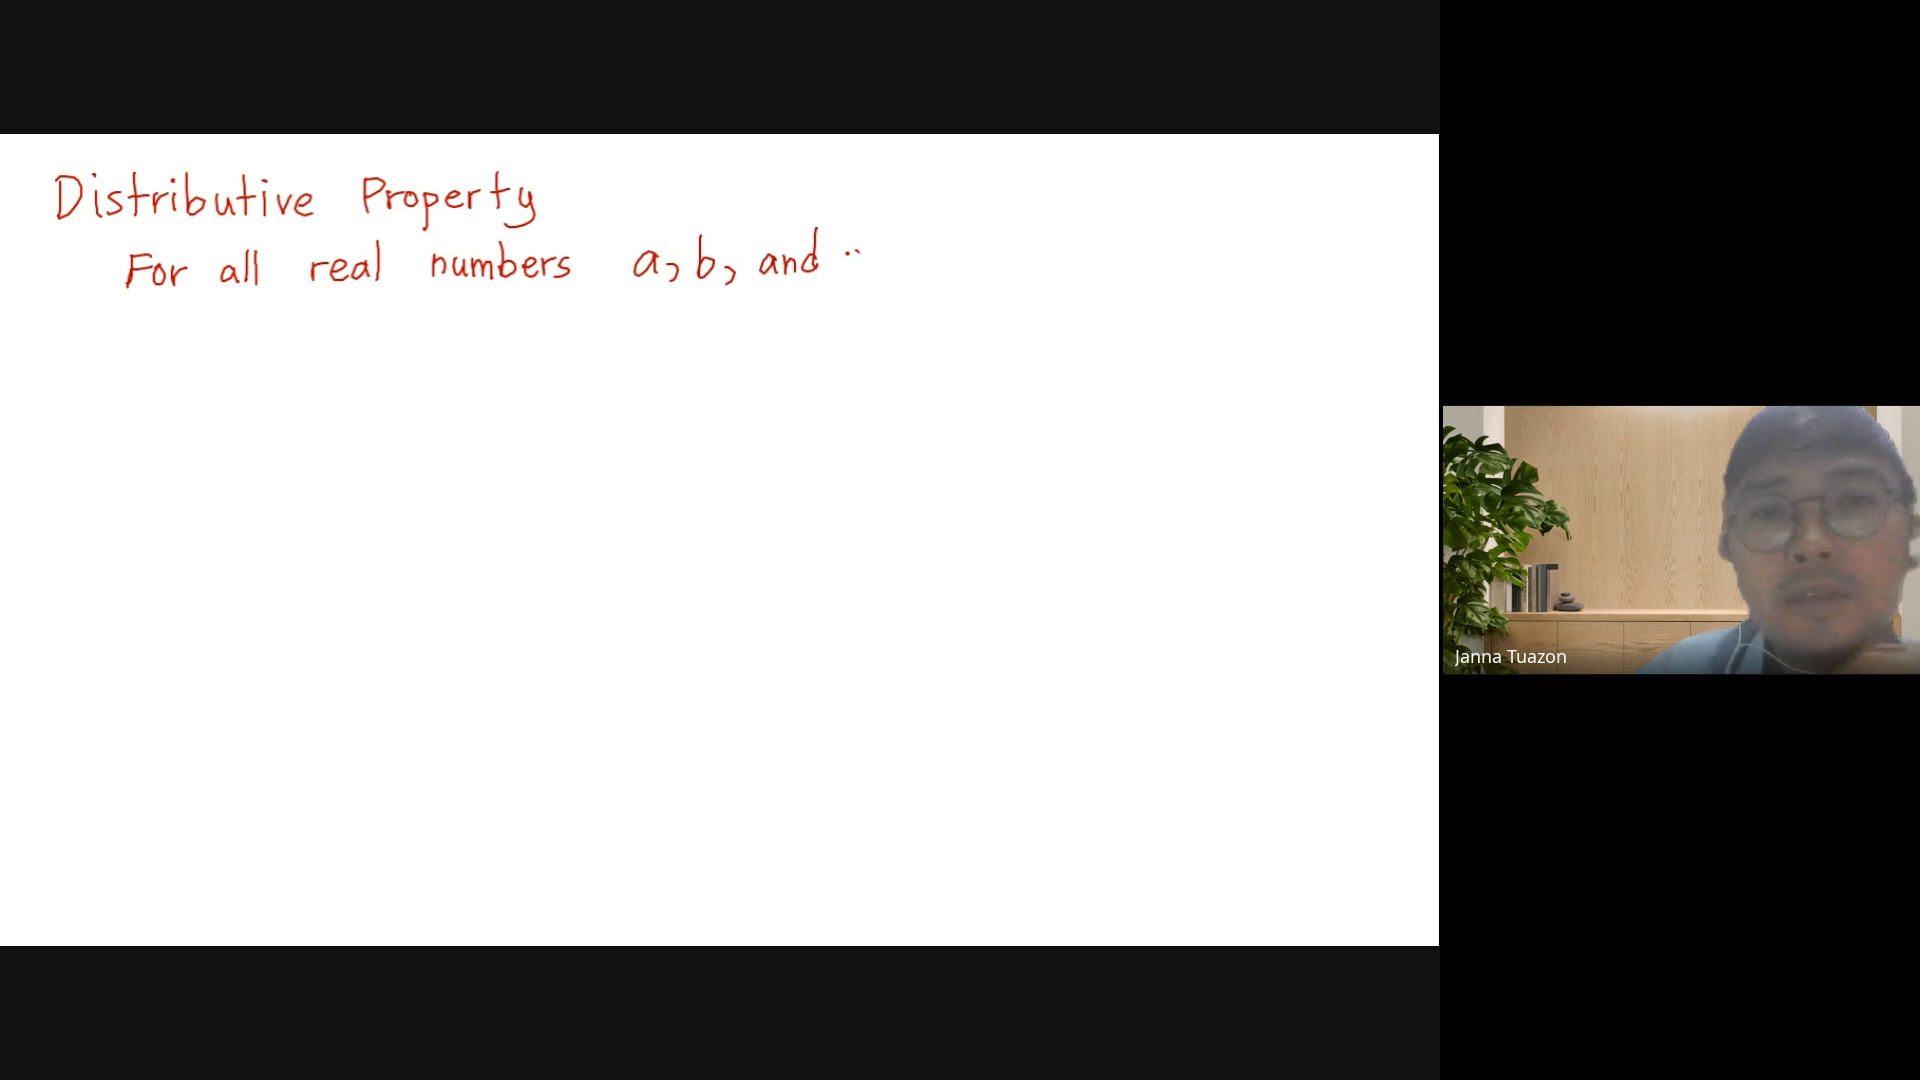 Distributive Property
For all real numbers a, b, and ..
Janna Tuazon